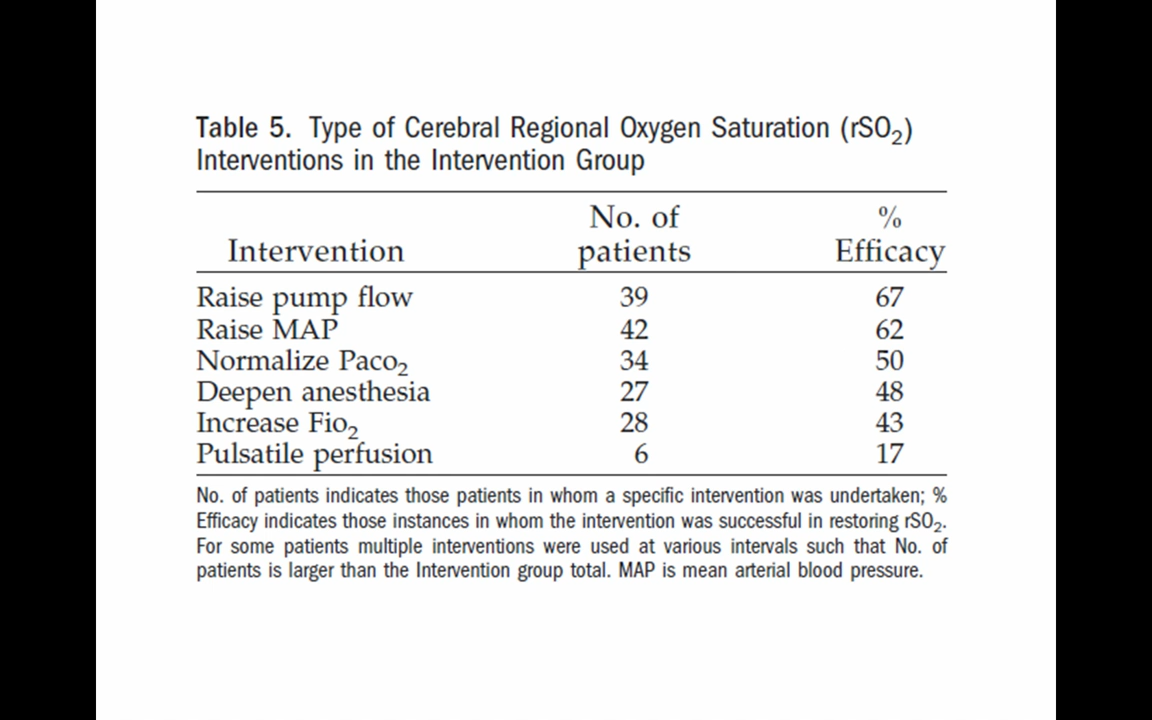 Table 5. Type of Cerebral Regional Oxygen Saturation (rSO₂)
Interventions in the Intervention Group
No. of %
Intervention patients Efficacy
Raise pump flow 39 67
Raise MAP 42 62
Normalize Paco₂ 34 50
Deepen anesthesia 27 48
Increase Fio₂ 28 43
Pulsatile perfusion 6 17
No. of patients indicates those patients in whom a specific intervention was undertaken; %
Efficacy indicates those instances in whom the intervention was successful in restoring rSO₂.
For some patients multiple interventions were used at various intervals such that No. of
patients is larger than the Intervention group total. MAP is mean arterial blood pressure.